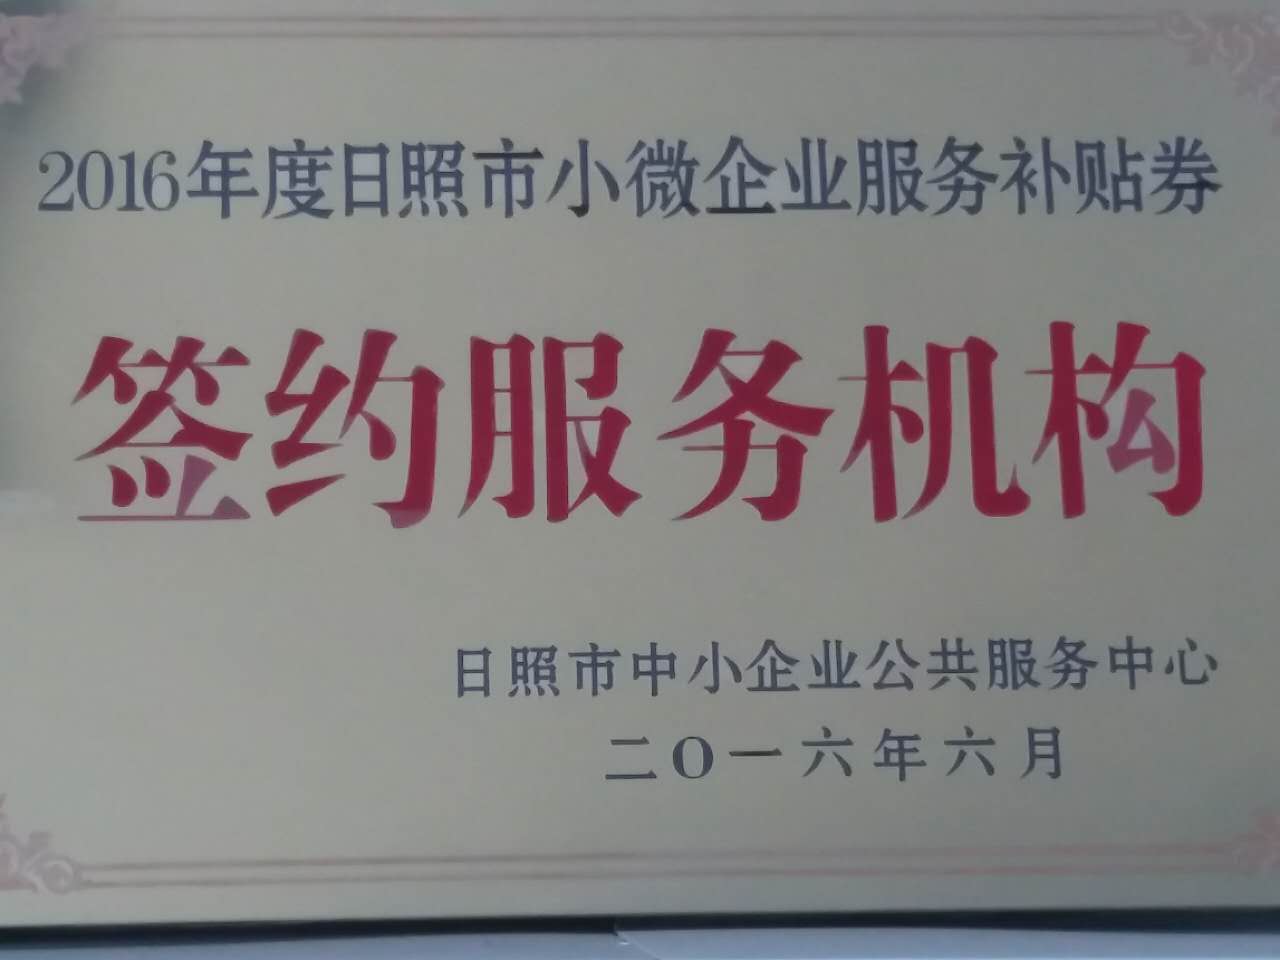 2016年度日照市小微企业服务补贴券
签约服务机构
日照市中小企业公共服务中心
二〇一六年六月